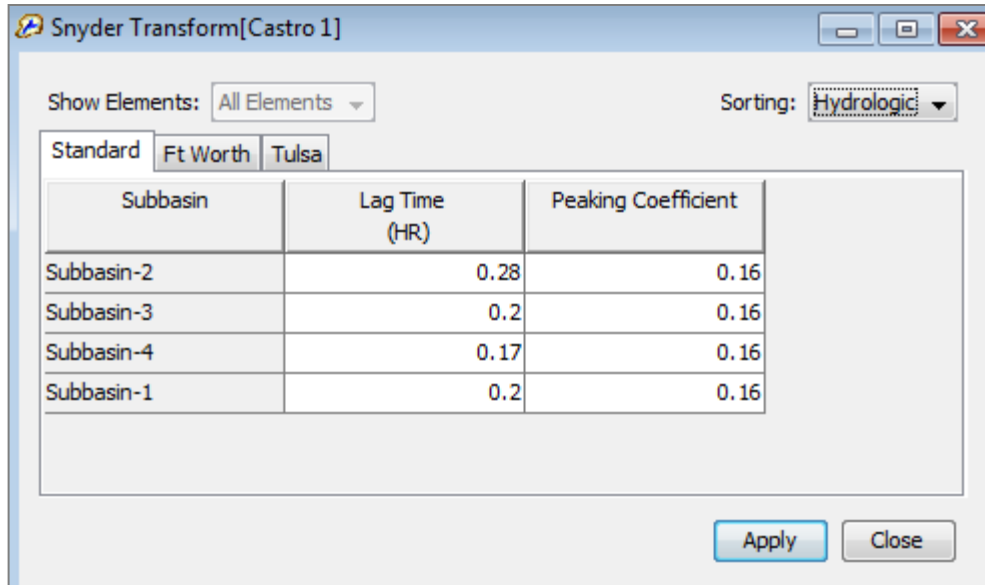 Snyder Transform[Castro 1]
Show Elements: All Elements Sorting: Hydrologic
Standard Ft Worth Tulsa
Subbasin Lag Time (HR) Peaking Coefficient
Subbasin-2 0.28 0.16
Subbasin-3 0.2 0.16
Subbasin-4 0.17 0.16
Subbasin-1 0.2 0.16
Apply Close